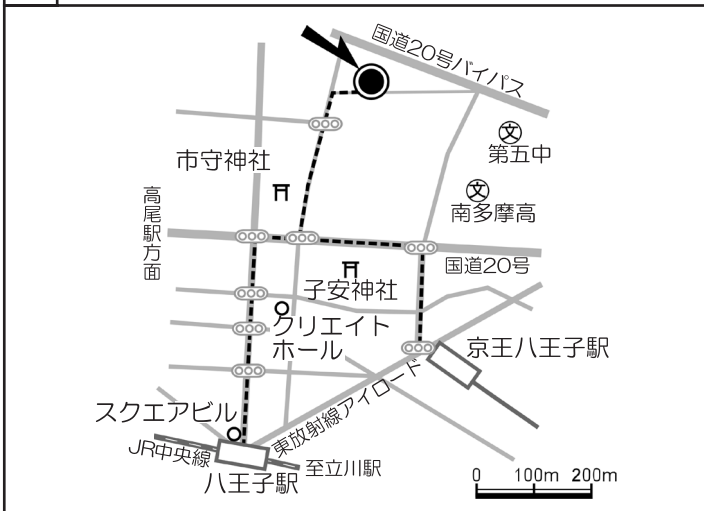 国道20号バイパス
文
第五中
市守神社
文
南多摩高
高尾駅方面
国道20号
子安神社
クリエイト
ホール
京王八王子駅
スクエアビル
東放射線アイロード
JR中央線
至立川駅
八王子駅
0 100m 200m